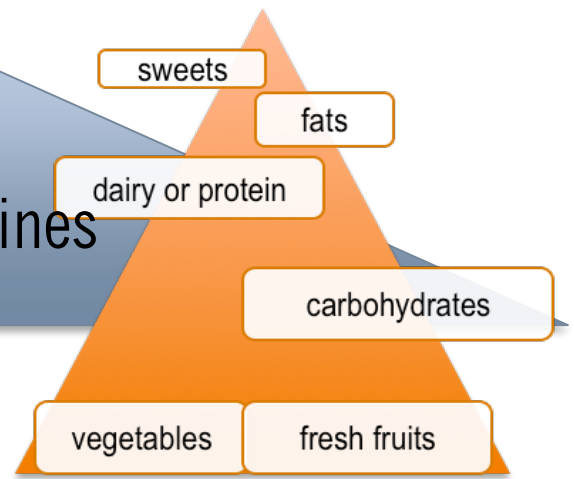 sweets
fats
dairy or protein
ines
carbohydrates
vegetables
fresh fruits